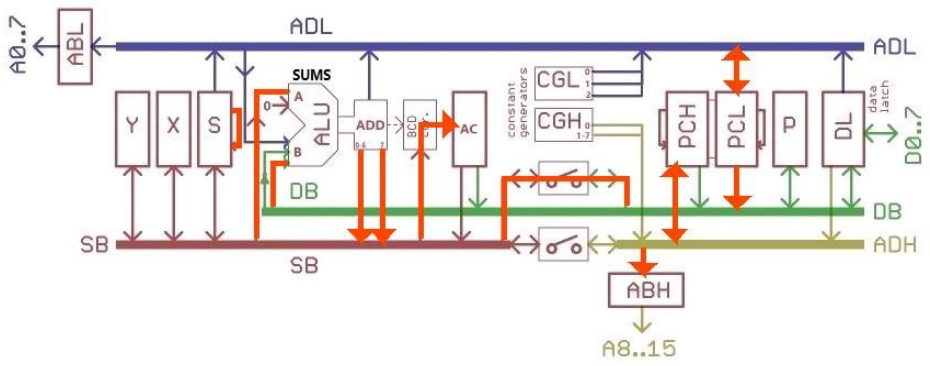 A0..7
ABL
ADL
ADL
SUMS
Y
X
S
0
A
B
ALU
ADD
0-6 7
BCD
AC
constant
generators
CGL
0
1
2
CGH
0
1-7
PCH
PCL
P
DL
data
latch
D0..7
DB
DB
SB
SB
ADH
ABH
A8..15